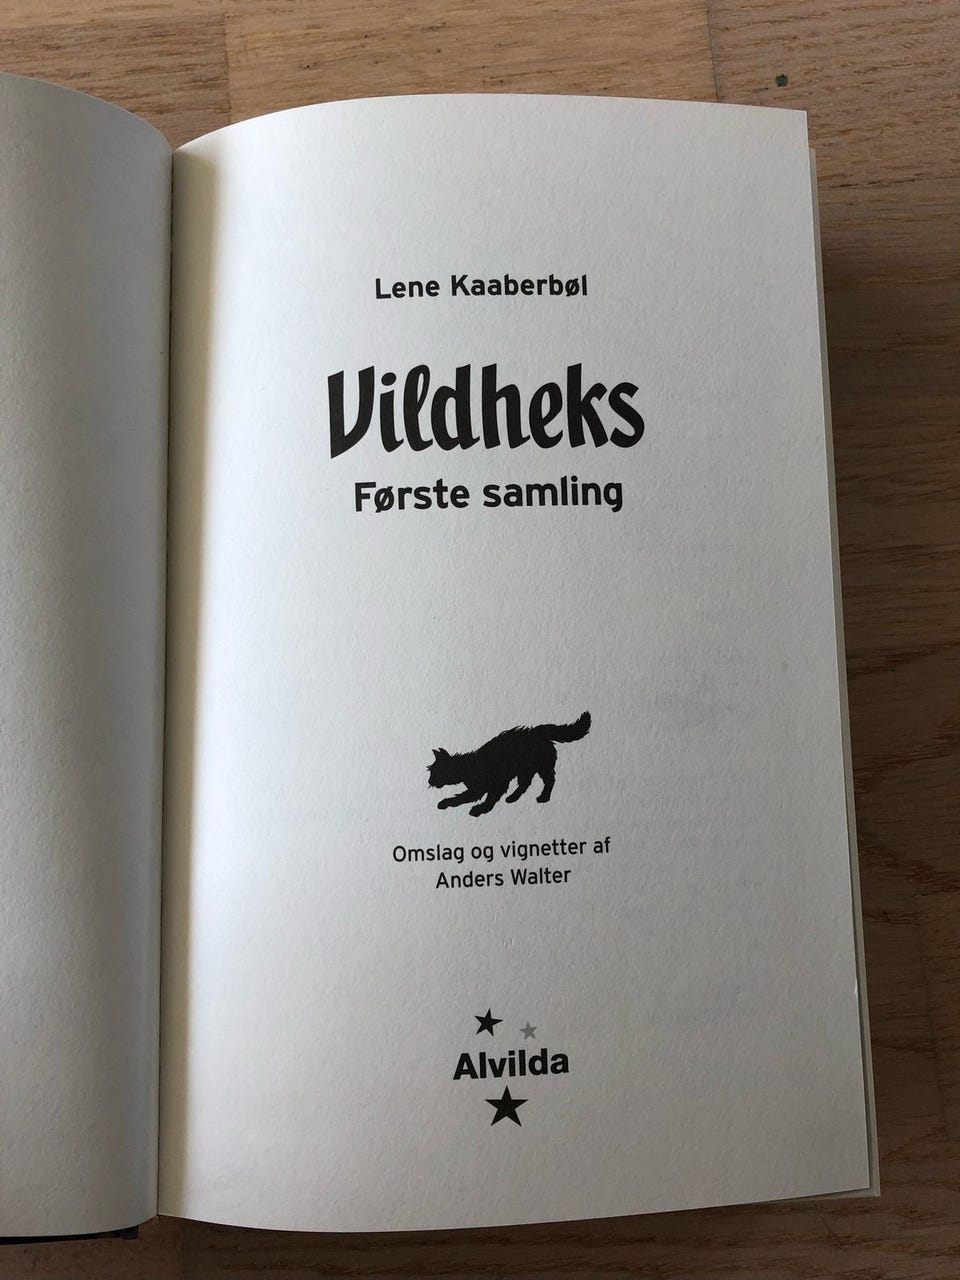 Lene Kaaberbøl
Vildheks
Første samling
Omslag og vignetter af
Anders Walter
Alvilda